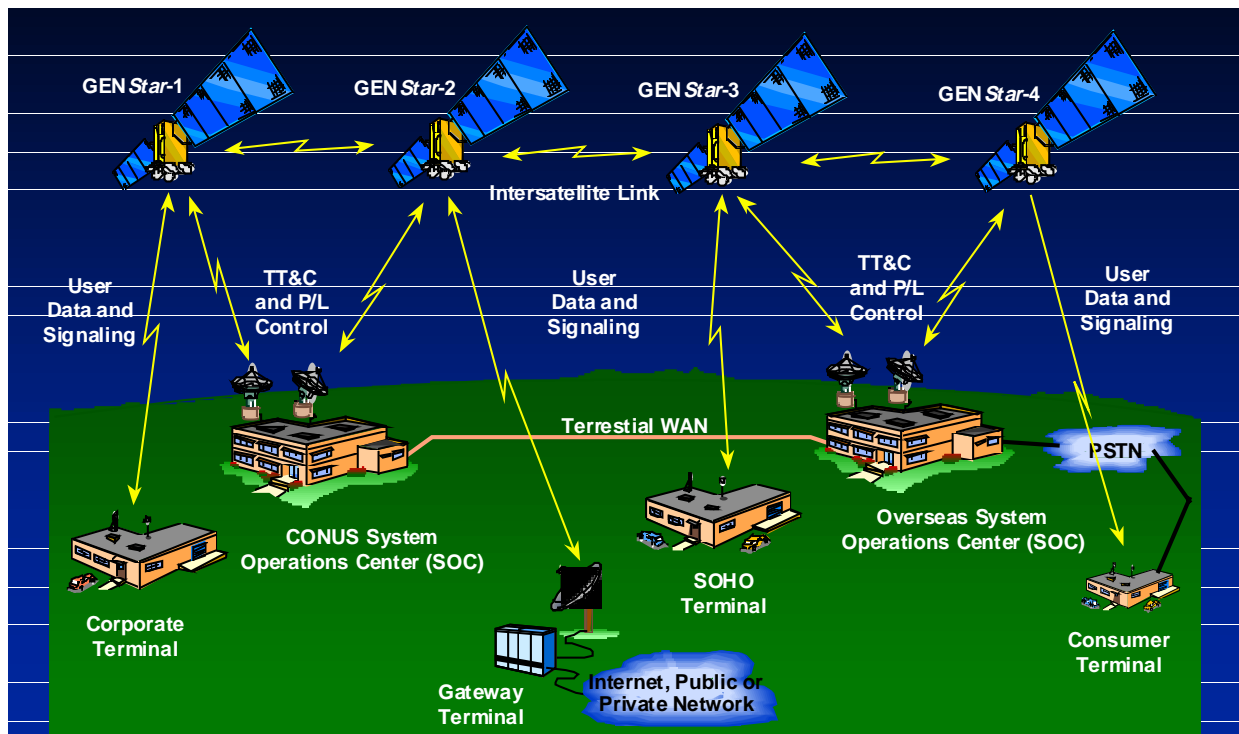 GEN Star-1
GEN Star-2
GEN Star-3
GEN Star-4
Intersatellite Link
User
Data and
Signaling
TT&C
and P/L
Control
User
Data and
Signaling
TT&C
and P/L
Control
User
Data and
Signaling
Terrestial WAN
PSTN
CONUS System
Operations Center (SOC)
Overseas System
Operations Center (SOC)
SOHO
Terminal
Corporate
Terminal
Consumer
Terminal
Gateway
Terminal
Internet, Public or
Private Network